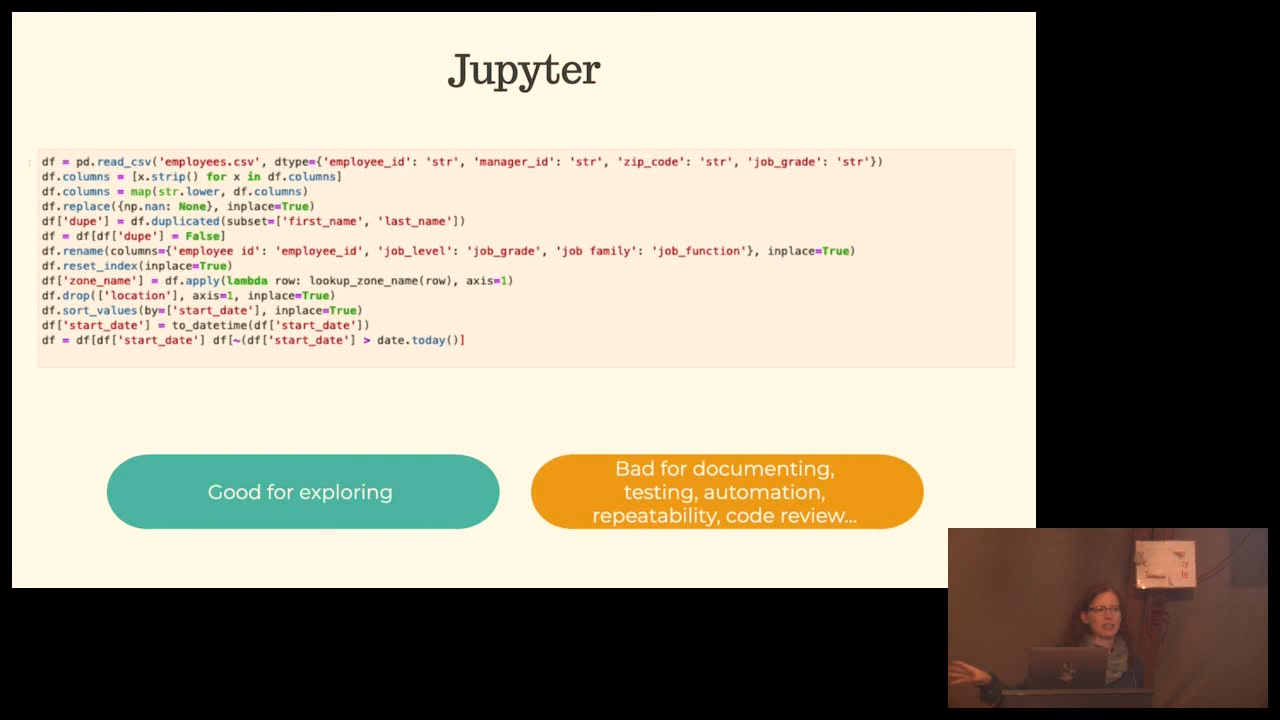 Jupyter
df = pd.read_csv('employees.csv', dtype={'employee_id': 'str', 'manager_id': 'str', 'zip_code': 'str', 'job_grade': 'str'})
df.columns = [x.strip() for x in df.columns]
df.columns = map(str.lower, df.columns)
df.replace({np.nan: None}, inplace=True)
df['dupe'] = df.duplicated(subset=['first_name', 'last_name'])
df = df[df['dupe'] = False]
df.rename(columns={'employee id': 'employee_id', 'job_level': 'job_grade', 'job family': 'job_function'}, inplace=True)
df.reset_index(inplace=True)
df['zone_name'] = df.apply(lambda row: lookup_zone_name(row), axis=1)
df.drop(['location'], axis=1, inplace=True)
df.sort_values(by=['start_date'], inplace=True)
df['start_date'] = to_datetime(df['start_date'])
df = df[df['start_date'] df[~(df['start_date'] > date.today()]
Good for exploring
Bad for documenting,
testing, automation,
repeatability, code review...